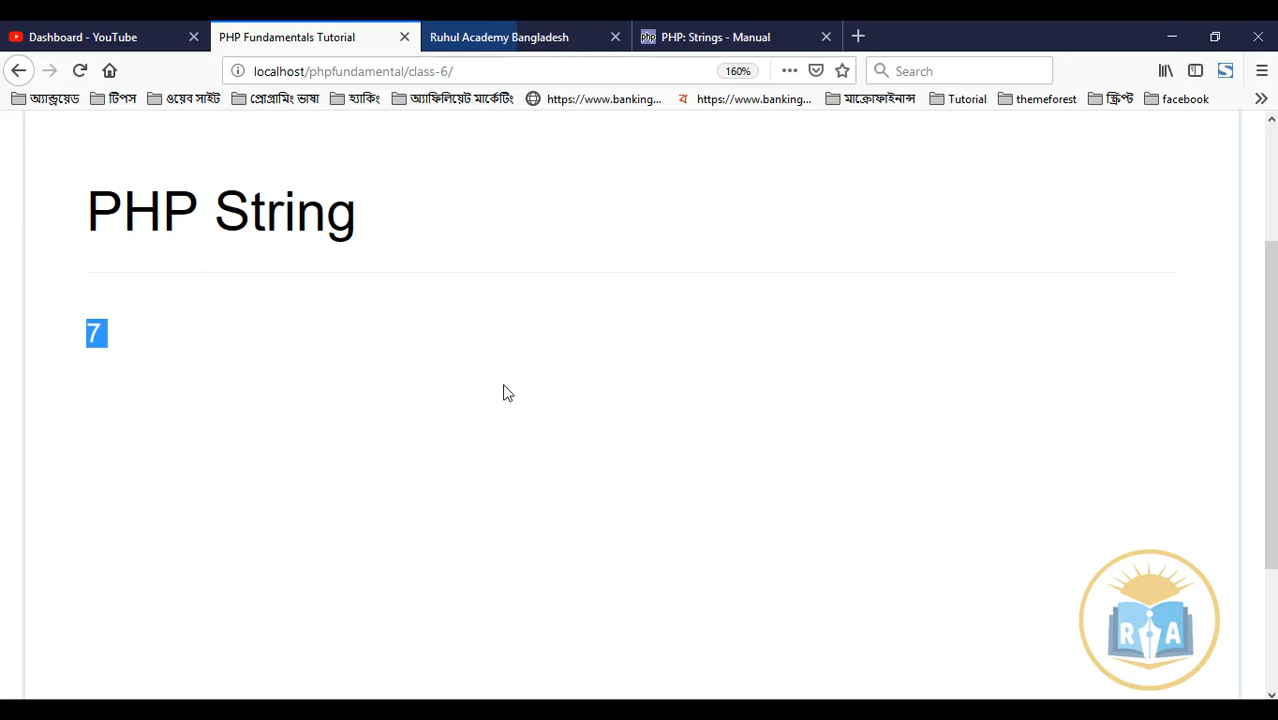 Dashboard - YouTube
PHP Fundamentals Tutorial
Ruhul Academy Bangladesh
PHP: Strings - Manual
localhost/phpfundamental/class-6/
160%
Search
অ্যান্ড্রয়েড
টিপস
ওয়েব সাইট
প্রোগ্রামিং ভাষা
হ্যাকিং
অ্যাফিলিয়েট মার্কেটিং
https://www.banking...
https://www.banking...
মাক্রোফাইনান্স
Tutorial
themeforest
স্ক্রিপ্ট
facebook
PHP String
7
R A